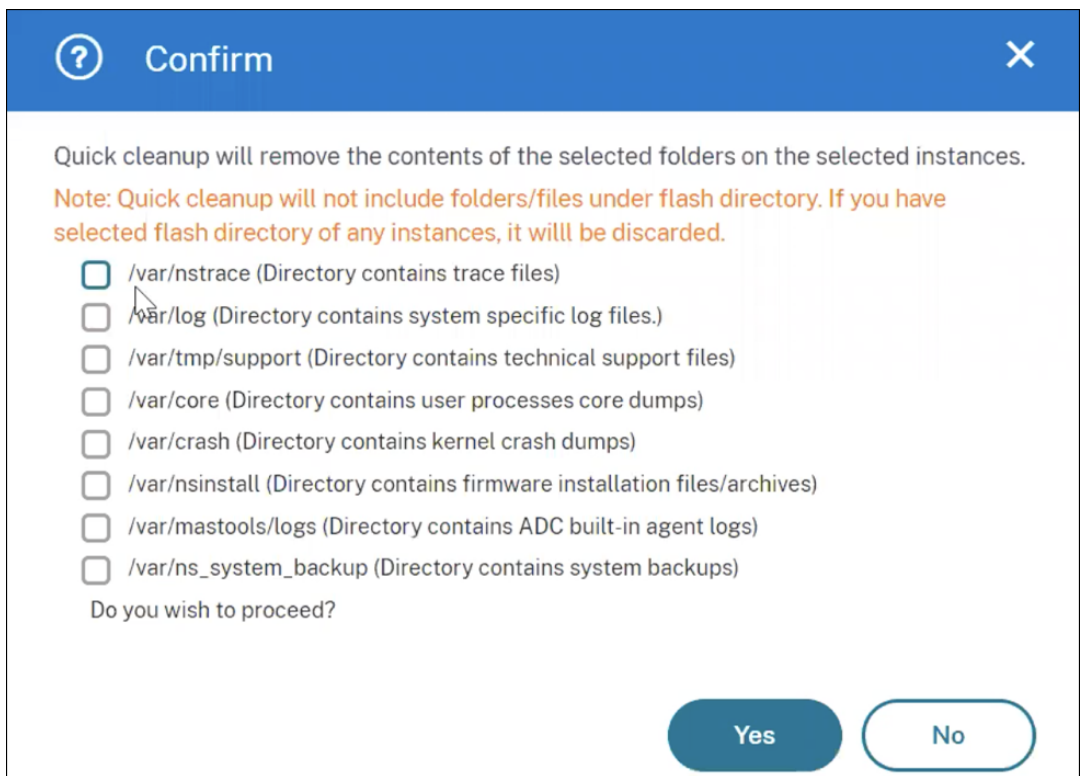 Confirm
Quick cleanup will remove the contents of the selected folders on the selected instances.
Note: Quick cleanup will not include folders/files under flash directory. If you have
selected flash directory of any instances, it willl be discarded.
/var/nstrace (Directory contains trace files)
/var/log (Directory contains system specific log files.)
/var/tmp/support (Directory contains technical support files)
/var/core (Directory contains user processes core dumps)
/var/crash (Directory contains kernel crash dumps)
/var/nsinstall (Directory contains firmware installation files/archives)
/var/mastools/logs (Directory contains ADC built-in agent logs)
/var/ns_system_backup (Directory contains system backups)
Do you wish to proceed?
Yes No